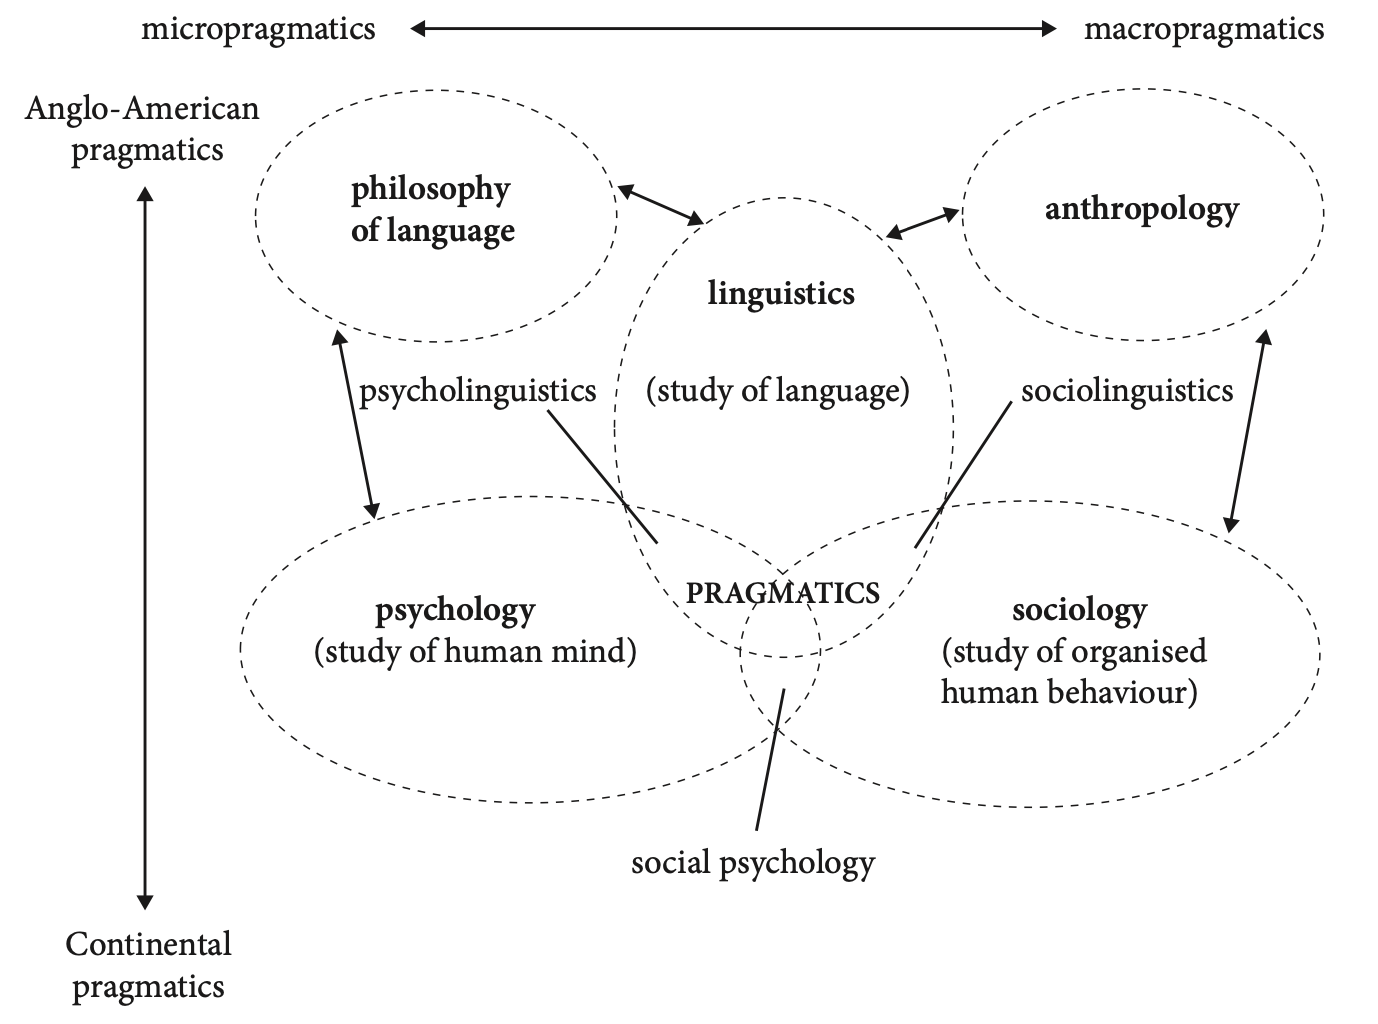 micropragmatics
macropragmatics
Anglo-American
pragmatics
philosophy
of language
anthropology
linguistics
psycholinguistics
(study of language)
sociolinguistics
PRAGMATICS
psychology
(study of human mind)
sociology
(study of organised
human behaviour)
social psychology
Continental
pragmatics